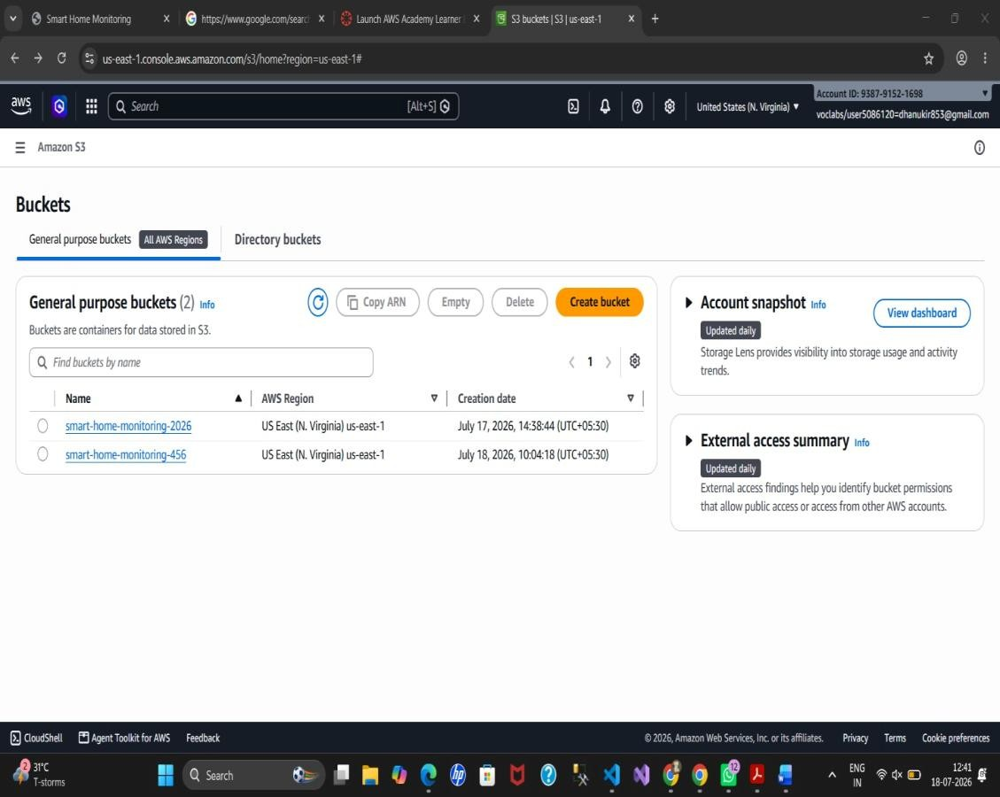 Smart Home Monitoring
https://www.google.com/search
Launch AWS Academy Learner
S3 buckets | S3 | us-east-1
us-east-1.console.aws.amazon.com/s3/home?region=us-east-1#
aws
Search
[Alt+S]
United States (N. Virginia)
Account ID: 9387-9152-1698
voclabs/user5086120=dhanukir853@gmail.com
Amazon S3
Buckets
General purpose buckets All AWS Regions
Directory buckets
General purpose buckets (2) Info
Copy ARN
Empty
Delete
Create bucket
Buckets are containers for data stored in S3.
Find buckets by name
1
Name AWS Region Creation date
smart-home-monitoring-2026 US East (N. Virginia) us-east-1 July 17, 2026, 14:38:44 (UTC+05:30)
smart-home-monitoring-456 US East (N. Virginia) us-east-1 July 18, 2026, 10:04:18 (UTC+05:30)
Account snapshot Info
View dashboard
Updated daily
Storage Lens provides visibility into storage usage and activity
trends.
External access summary Info
Updated daily
External access findings help you identify bucket permissions
that allow public access or access from other AWS accounts.
CloudShell Agent Toolkit for AWS Feedback
© 2026, Amazon Web Services, Inc. or its affiliates. Privacy Terms Cookie preferences
2
31°C
T-storms
Search
hp
12
ENG
IN
12:41
18-07-2026